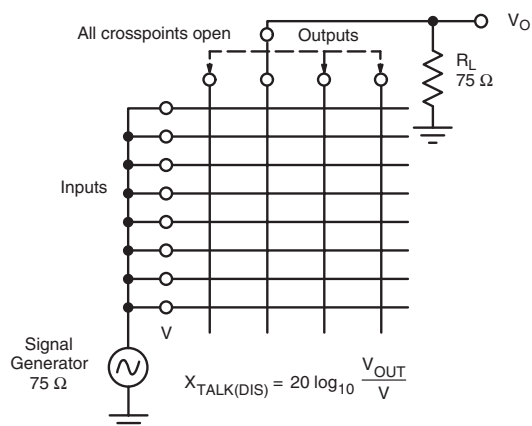 All crosspoints open
Outputs
V_O
R_L
75 Ω
Inputs
V
Signal
Generator
75 Ω
X_TALK(DIS) = 20 log_10 V_OUT / V